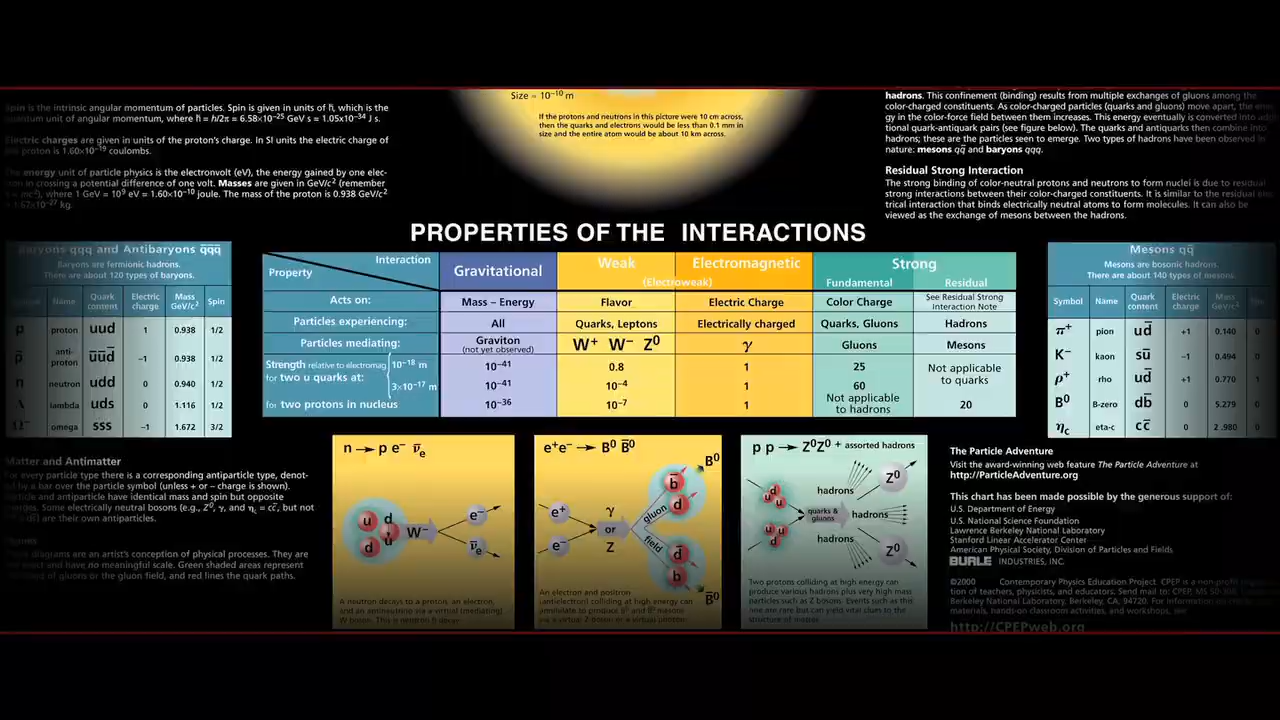 Spin is the intrinsic angular momentum of particles. Spin is given in units of ħ, which is the
quantum unit of angular momentum, where ħ = h/2π = 6.58×10⁻²⁵ GeV s = 1.05×10⁻³⁴ J s.
Electric charges are given in units of the proton's charge. In SI units the electric charge of
the proton is 1.60×10⁻¹⁹ coulombs.
The energy unit of particle physics is the electronvolt (eV), the energy gained by one elec-
tron in crossing a potential difference of one volt. Masses are given in GeV/c² (remember
E = mc²), where 1 GeV = 10⁹ eV = 1.60×10⁻¹⁰ joule. The mass of the proton is 0.938 GeV/c²
= 1.67×10⁻²⁷ kg.
Size ≈ 10⁻¹⁰ m
If the protons and neutrons in this picture were 10 cm across,
then the quarks and electrons would be less than 0.1 mm in
size and the entire atom would be about 10 km across.
hadrons. This confinement (binding) results from multiple exchanges of gluons among the
color-charged constituents. As color-charged particles (quarks and gluons) move apart, the ener-
gy in the color-force field between them increases. This energy eventually is converted into addi-
tional quark-antiquark pairs (see figure below). The quarks and antiquarks then combine into
hadrons; these are the particles seen to emerge. Two types of hadrons have been observed in
nature: mesons qq̄ and baryons qqq.
Residual Strong Interaction
The strong binding of color-neutral protons and neutrons to form nuclei is due to residual
strong interactions between their color-charged constituents. It is similar to the residual elec-
trical interaction that binds electrically neutral atoms to form molecules. It can also be
viewed as the exchange of mesons between the hadrons.
PROPERTIES OF THE INTERACTIONS
Baryons qqq and Antibaryons q̄q̄q̄
Baryons are fermionic hadrons.
There are about 120 types of baryons.
Name Quark content Electric charge Mass GeV/c² Spin
p proton uud 1 0.938 1/2
p̄ anti-proton ūūd̄ −1 0.938 1/2
n neutron udd 0 0.940 1/2
Λ lambda uds 0 1.116 1/2
Ω⁻ omega sss −1 1.672 3/2
Interaction
Property
Gravitational Weak Electromagnetic Strong
(Electroweak) Fundamental Residual
Acts on: Mass – Energy Flavor Electric Charge Color Charge See Residual Strong Interaction Note
Particles experiencing: All Quarks, Leptons Electrically charged Quarks, Gluons Hadrons
Particles mediating: Graviton (not yet observed) W⁺ W⁻ Z⁰ γ Gluons Mesons
Strength relative to electromag 10⁻¹⁸ m 10⁻⁴¹ 0.8 1 25 Not applicable
for two u quarks at: 3×10⁻¹⁷ m 10⁻⁴¹ 10⁻⁴ 1 60 to quarks
for two protons in nucleus 10⁻³⁶ 10⁻⁷ 1 Not applicable to hadrons 20
Mesons qq̄
Mesons are bosonic hadrons.
There are about 140 types of mesons.
Symbol Name Quark content Electric charge Mass GeV/c²
π⁺ pion ud̄ +1 0.140 0
K⁻ kaon sū −1 0.494 0
ρ⁺ rho ud̄ +1 0.770 1
B⁰ B-zero db̄ 0 5.279 0
ηc eta-c cc̄ 0 2.980 0
Matter and Antimatter
For every particle type there is a corresponding antiparticle type, denot-
ed by a bar over the particle symbol (unless + or – charge is shown).
Particle and antiparticle have identical mass and spin but opposite
charges. Some electrically neutral bosons (e.g., Z⁰, γ, and ηc = cc̄, but not
are their own antiparticles.
Figures
These diagrams are an artist's conception of physical processes. They are
not exact and have no meaningful scale. Green shaded areas represent
the cloud of gluons or the gluon field, and red lines the quark paths.
n → p e⁻ ν̄e
u d d u
W⁻
e⁻
ν̄e
A neutron decays to a proton, an electron,
and an antineutrino via a virtual (mediating)
W boson. This is neutron β decay.
e⁺e⁻ → B⁰ B̄⁰
e⁺
e⁻
γ
or
Z
gluon
field
b̄
d
d̄
b
B⁰
B̄⁰
An electron and positron
(antielectron) colliding at high energy can
annihilate to produce B⁰ and B̄⁰ mesons
via a virtual Z boson or a virtual photon.
p p → Z⁰Z⁰ + assorted hadrons
d u u
u u d
quarks & gluons
hadrons
hadrons
hadrons
Z⁰
Z⁰
Two protons colliding at high energy can
produce various hadrons plus very high mass
particles such as Z bosons. Events such as this
one are rare but can yield vital clues to the
structure of matter.
The Particle Adventure
Visit the award-winning web feature The Particle Adventure at
http://ParticleAdventure.org
This chart has been made possible by the generous support of:
U.S. Department of Energy
U.S. National Science Foundation
Lawrence Berkeley National Laboratory
Stanford Linear Accelerator Center
American Physical Society, Division of Particles and Fields
BURLE INDUSTRIES, INC.
©2000 Contemporary Physics Education Project. CPEP is a non-profit
tion of teachers, physicists, and educators. Send mail to: CPEP, MS 50-308,
Berkeley National Laboratory, Berkeley, CA, 94720. For information on
materials, hands-on classroom activities, and workshops, see:
http://CPEPweb.org